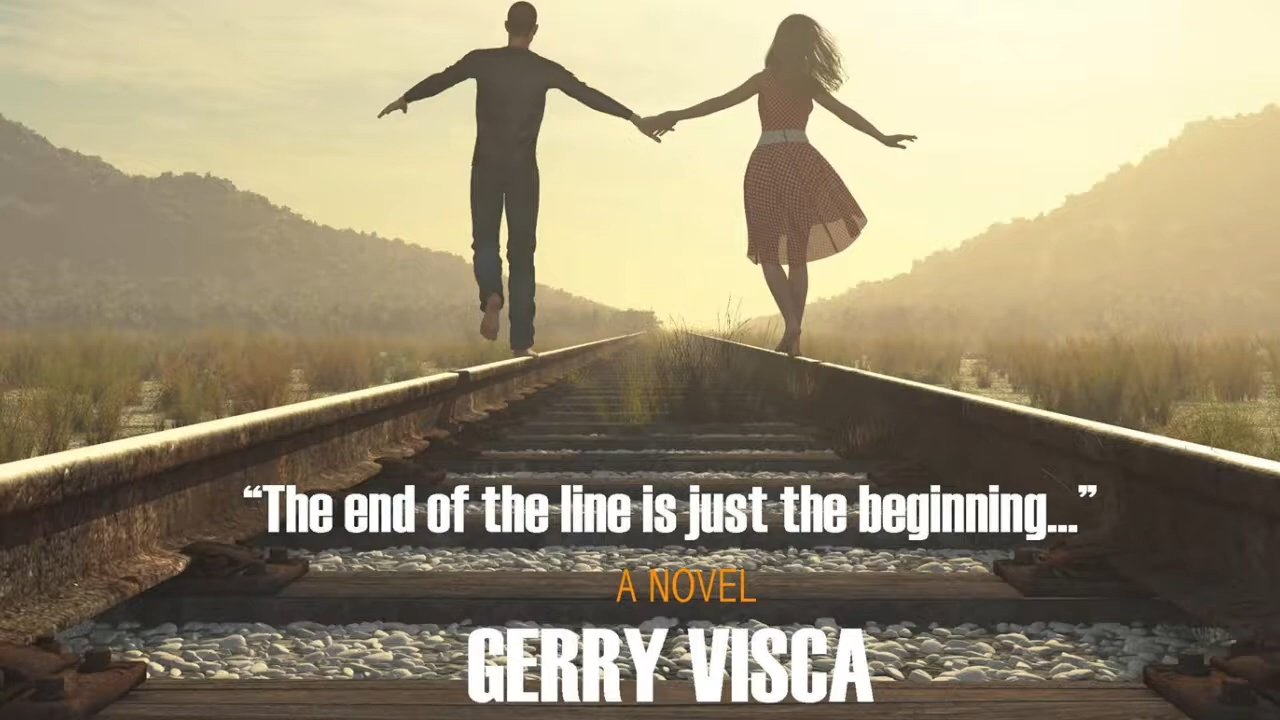 “The end of the line is just the beginning...”
A NOVEL
GERRY VISCA